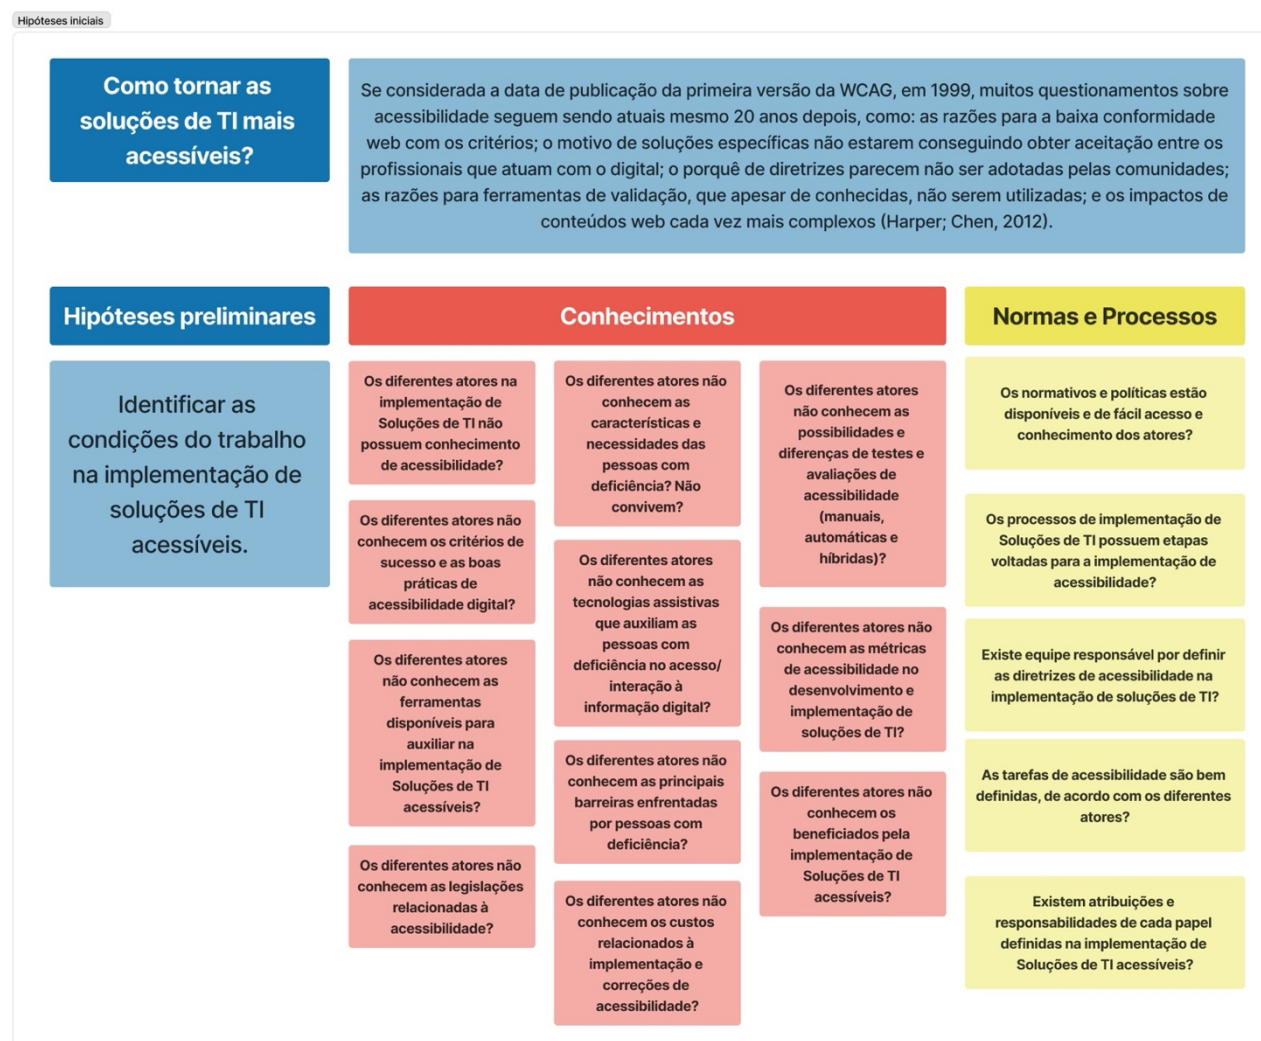 Hipóteses iniciais
Como tornar as
soluções de TI mais
acessíveis?
Se considerada a data de publicação da primeira versão da WCAG, em 1999, muitos questionamentos sobre
acessibilidade seguem sendo atuais mesmo 20 anos depois, como: as razões para a baixa conformidade
web com os critérios; o motivo de soluções específicas não estarem conseguindo obter aceitação entre os
profissionais que atuam com o digital; o porquê de diretrizes parecem não ser adotadas pelas comunidades;
as razões para ferramentas de validação, que apesar de conhecidas, não serem utilizadas; e os impactos de
conteúdos web cada vez mais complexos (Harper; Chen, 2012).
Hipóteses preliminares
Identificar as
condições do trabalho
na implementação de
soluções de TI
acessíveis.
Conhecimentos
Os diferentes atores na
implementação de
Soluções de TI não
possuem conhecimento
de acessibilidade?
Os diferentes atores não
conhecem os critérios de
sucesso e as boas
práticas de
acessibilidade digital?
Os diferentes atores
não conhecem as
ferramentas
disponíveis para
auxiliar na
implementação de
Soluções de TI
acessíveis?
Os diferentes atores não
conhecem as legislações
relacionadas à
acessibilidade?
Os diferentes atores não
conhecem as
características e
necessidades das
pessoas com
deficiência? Não
convivem?
Os diferentes atores
não conhecem as
tecnologias assistivas
que auxiliam as
pessoas com
deficiência no acesso/
interação à
informação digital?
Os diferentes atores não
conhecem as principais
barreiras enfrentadas
por pessoas com
deficiência?
Os diferentes atores não
conhecem os custos
relacionados à
implementação e
correções de
acessibilidade?
Os diferentes atores
não conhecem as
possibilidades e
diferenças de testes e
avaliações de
acessibilidade
(manuais,
automáticas e
híbridas)?
Os diferentes atores não
conhecem as métricas
de acessibilidade no
desenvolvimento e
implementação de
soluções de TI?
Os diferentes atores não
conhecem os
beneficiados pela
implementação de
Soluções de TI
acessíveis?
Normas e Processos
Os normativos e políticas estão
disponíveis e de fácil acesso e
conhecimento dos atores?
Os processos de implementação de
Soluções de TI possuem etapas
voltadas para a implementação de
acessibilidade?
Existe equipe responsável por definir
as diretrizes de acessibilidade na
implementação de soluções de TI?
As tarefas de acessibilidade são bem
definidas, de acordo com os diferentes
atores?
Existem atribuições e
responsabilidades de cada papel
definidas na implementação de
Soluções de TI acessíveis?